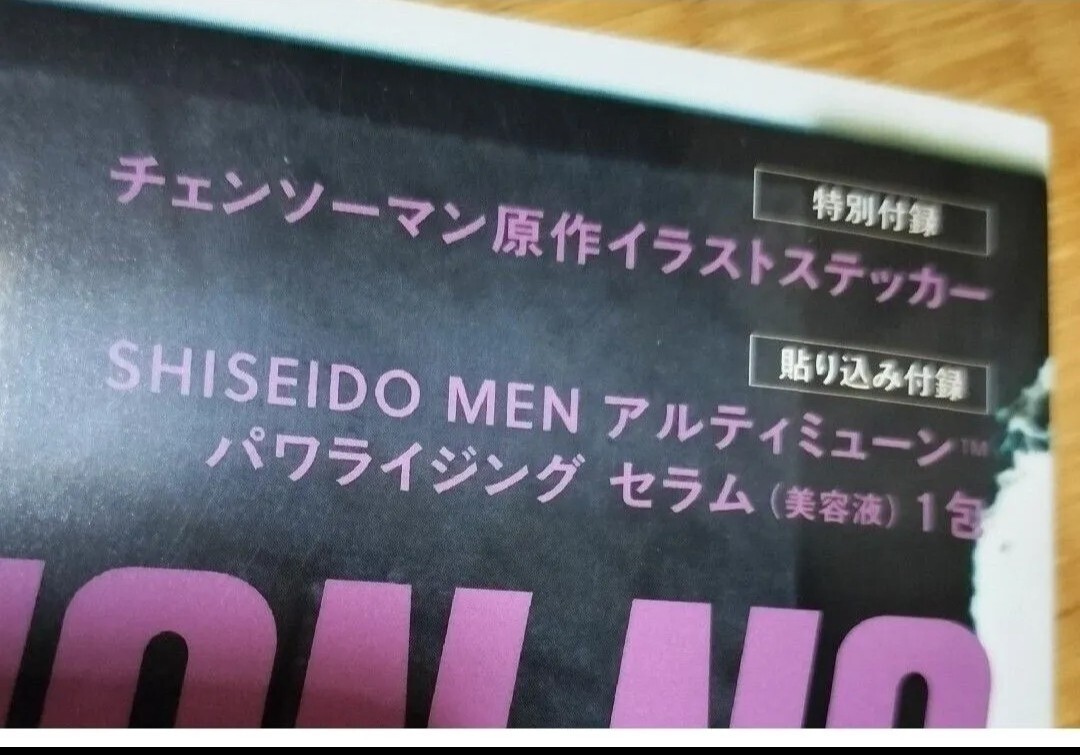 特別付録
チェンソーマン原作イラストステッカー
貼り込み付録
SHISEIDO MEN アルティミューン™
パワライジング セラム（美容液）1包
NON NO